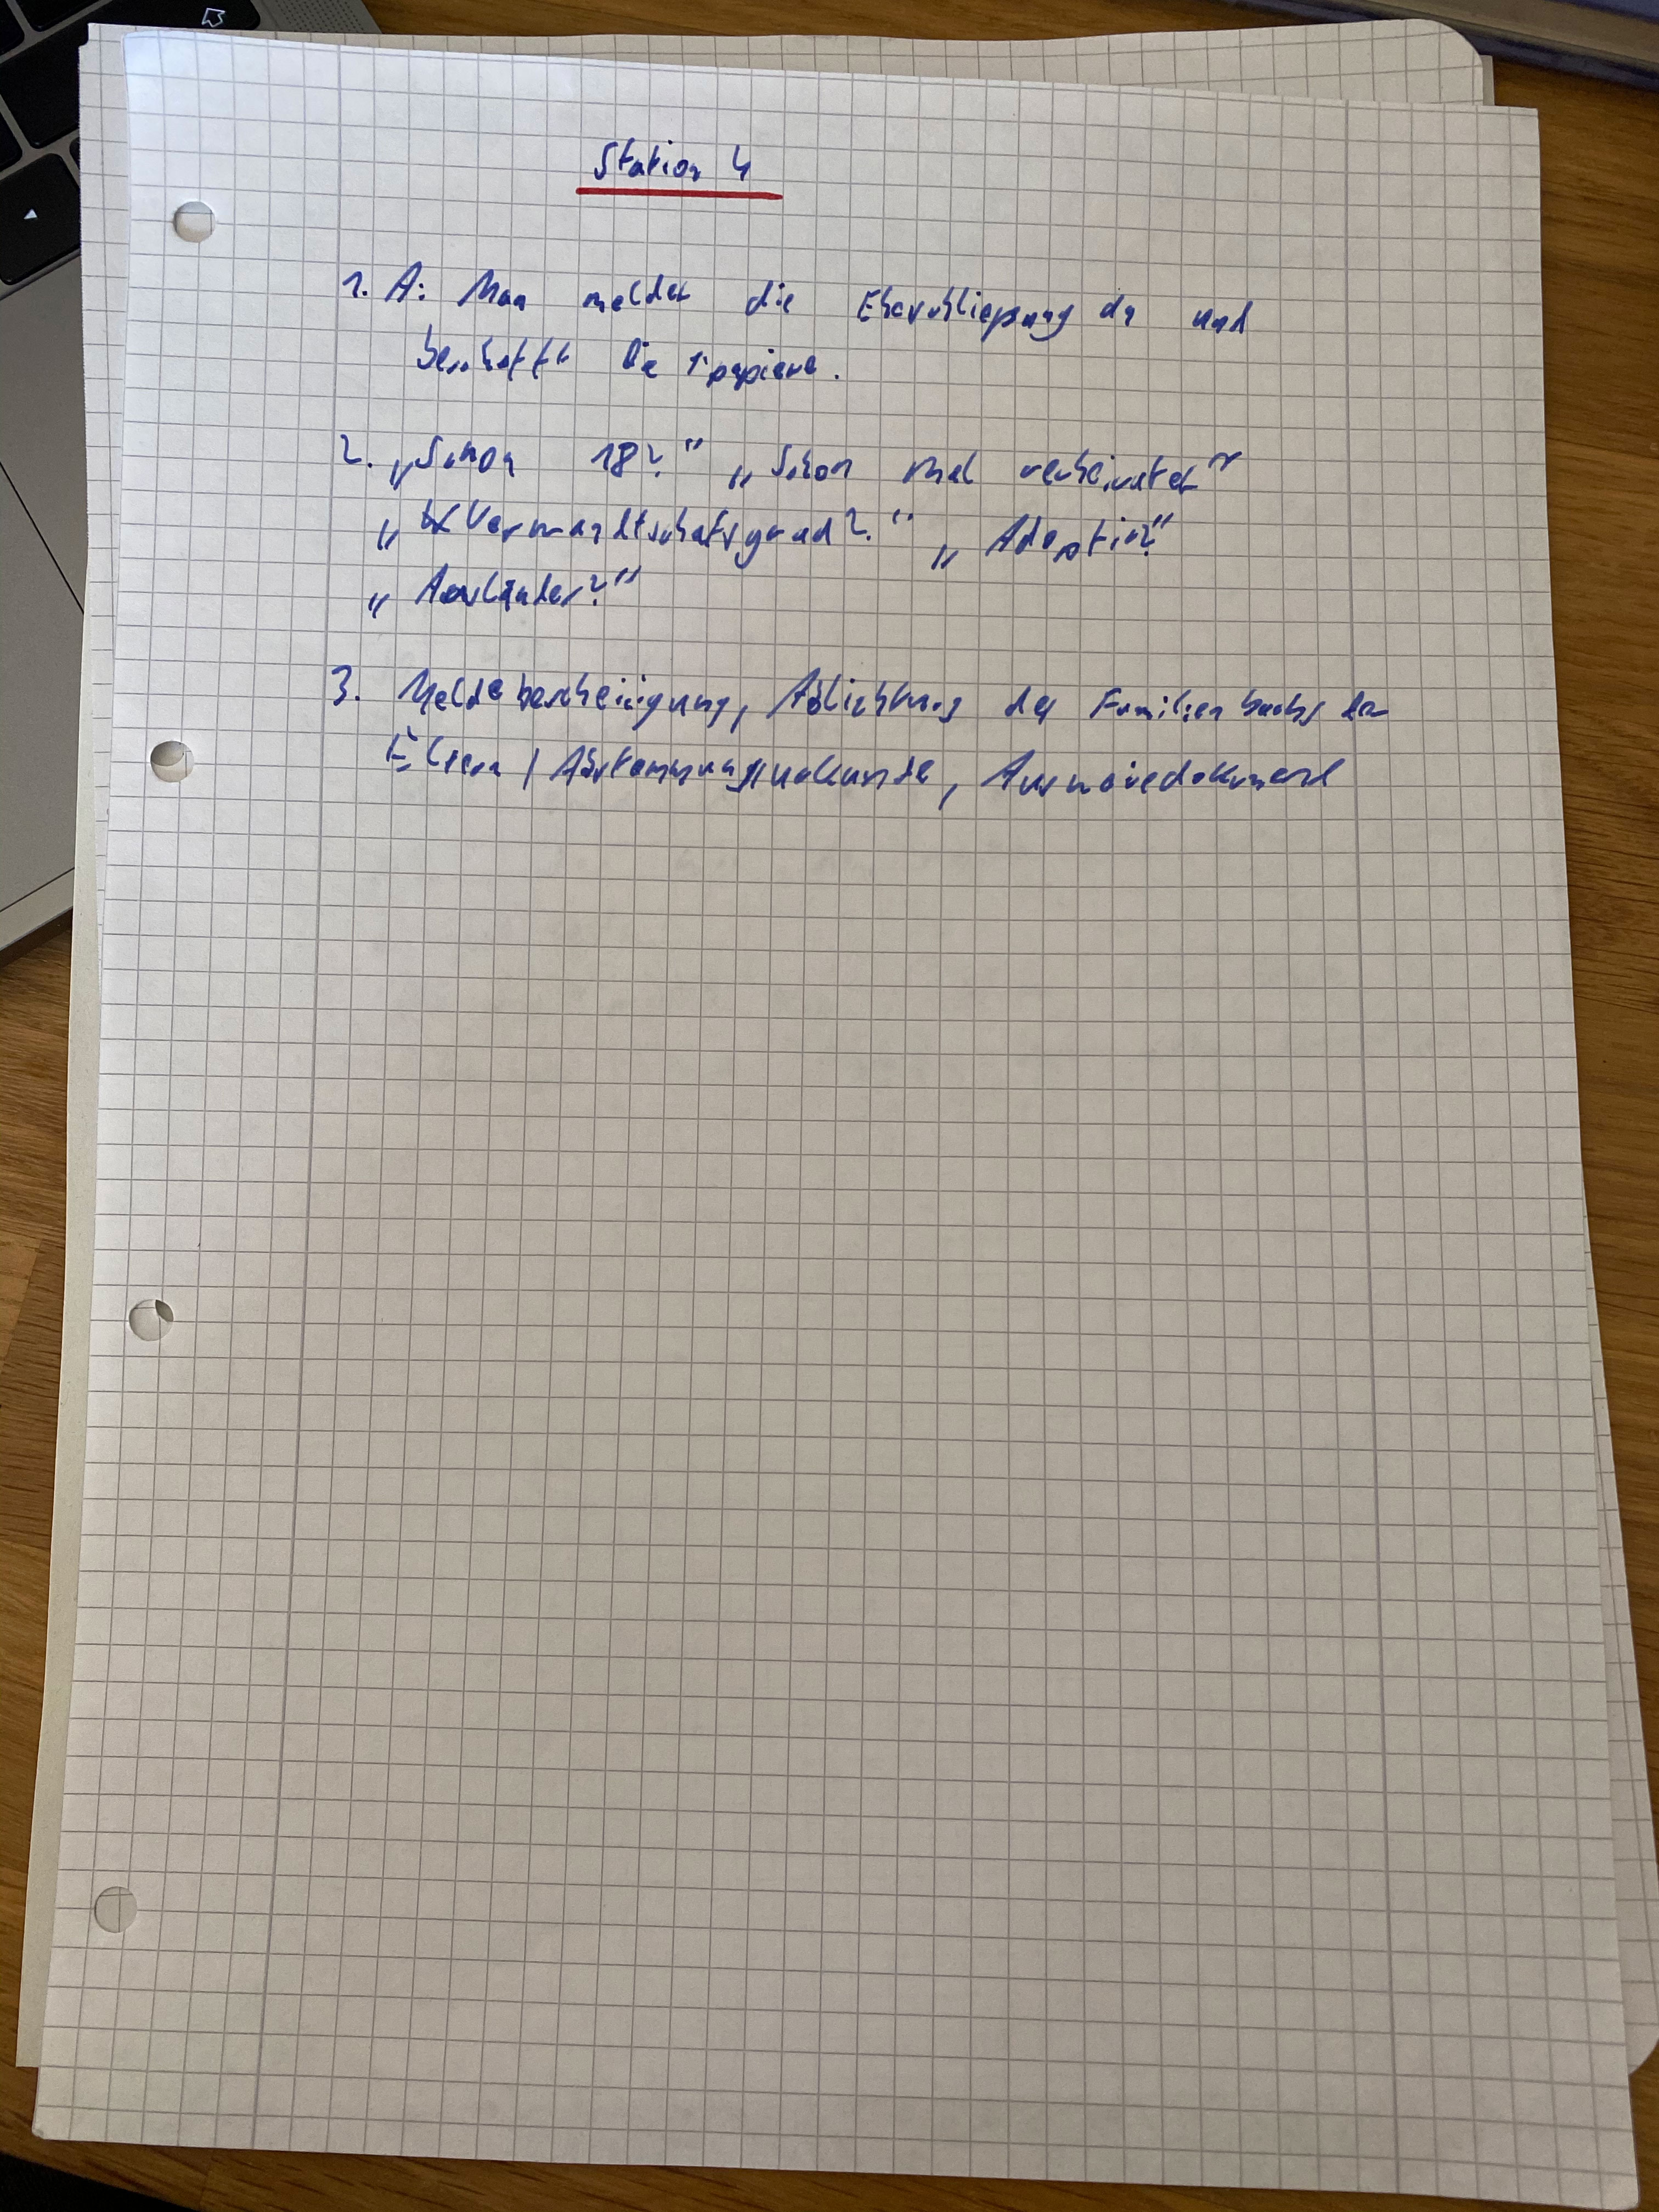 Station 4
1. A: Man meldet die Eheschließung an und
beschafft die papiere.
2. „Schon 18?“ „Schon mal verheiratet“
„Verwandtschaftsgrad?“ „Adoption?“
„Ausländer?“
3. Meldebescheinigung, Ablichtung des Familienbuchs der
Eltern / Abstammungsurkunde, Ausweisdokument